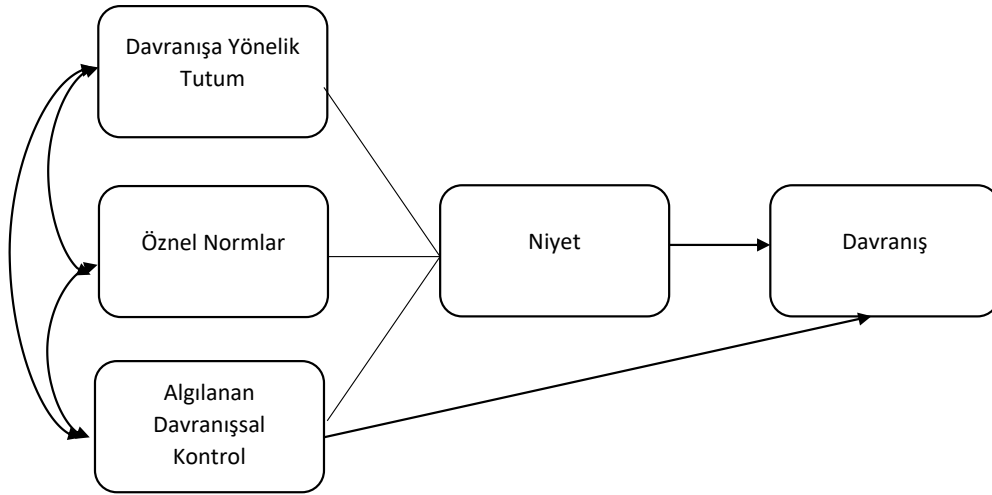 Davranışa Yönelik
Tutum
Öznel Normlar
Niyet
Davranış
Algılanan
Davranışsal
Kontrol